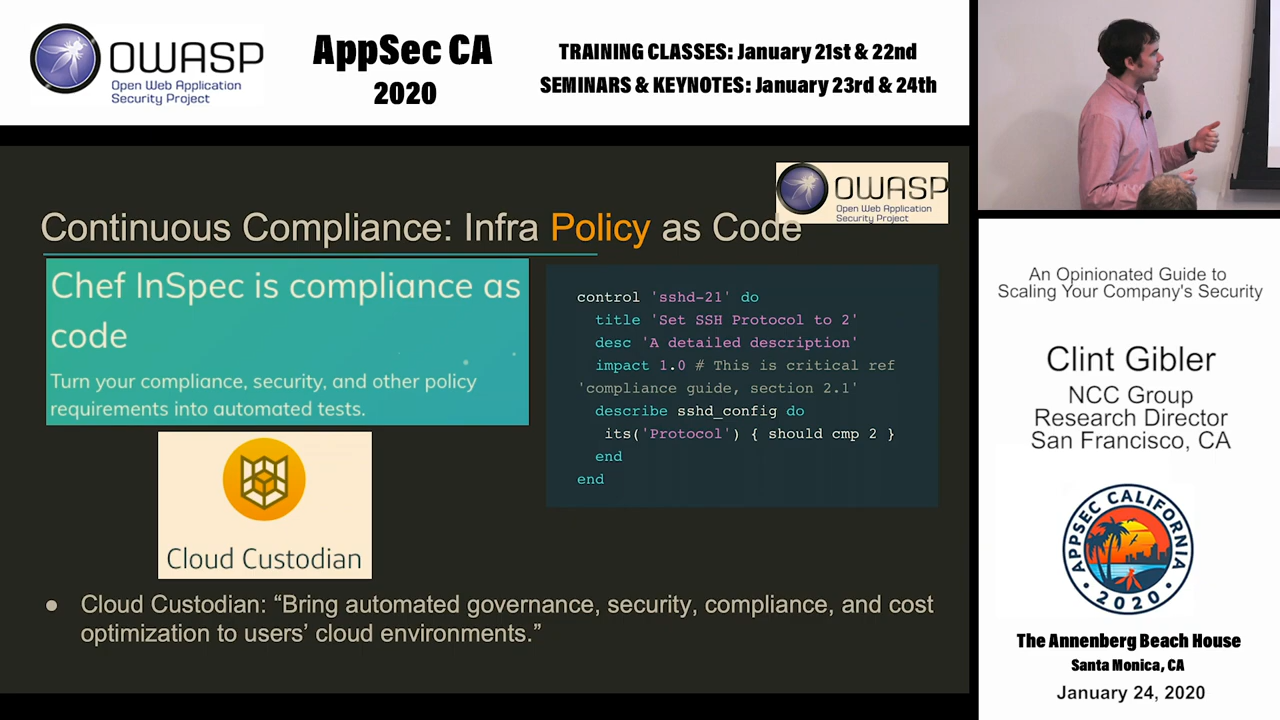 OWASP
Open Web Application
Security Project
AppSec CA
2020
TRAINING CLASSES: January 21st & 22nd
SEMINARS & KEYNOTES: January 23rd & 24th
OWASP
Open Web Application
Security Project
Continuous Compliance: Infra Policy as Code
Chef InSpec is compliance as
code
Turn your compliance, security, and other policy
requirements into automated tests.
control 'sshd-21' do
title 'Set SSH Protocol to 2'
desc 'A detailed description'
impact 1.0 # This is critical ref
'compliance guide, section 2.1'
describe sshd_config do
its('Protocol') { should cmp 2 }
end
end
Cloud Custodian
● Cloud Custodian: “Bring automated governance, security, compliance, and cost
optimization to users’ cloud environments.”
An Opinionated Guide to
Scaling Your Company's Security
Clint Gibler
NCC Group
Research Director
San Francisco, CA
APPSEC CALIFORNIA
2020
The Annenberg Beach House
Santa Monica, CA
January 24, 2020